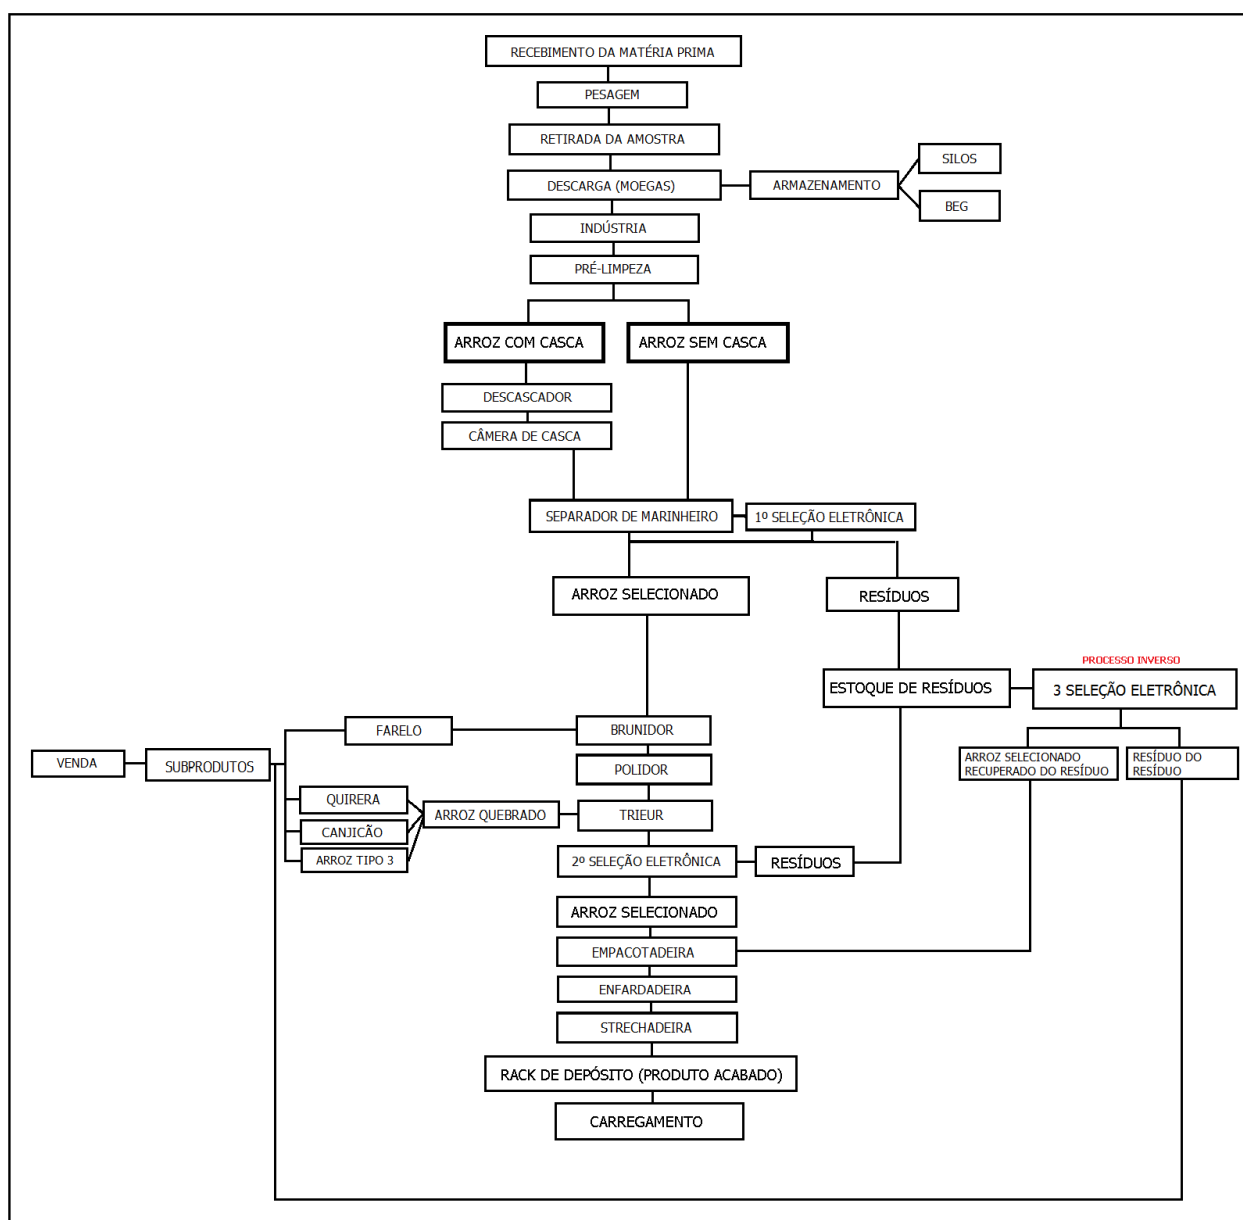 RECEBIMENTO DA MATÉRIA PRIMA
PESAGEM
RETIRADA DA AMOSTRA
DESCARGA (MOEGAS)
ARMAZENAMENTO
SILOS
BEG
INDÚSTRIA
PRÉ-LIMPEZA
ARROZ COM CASCA
ARROZ SEM CASCA
DESCASCADOR
CÂMERA DE CASCA
SEPARADOR DE MARINHEIRO
1º SELEÇÃO ELETRÔNICA
ARROZ SELECIONADO
RESÍDUOS
PROCESSO INVERSO
ESTOQUE DE RESÍDUOS
3 SELEÇÃO ELETRÔNICA
FARELO
BRUNIDOR
VENDA
SUBPRODUTOS
POLIDOR
ARROZ SELECIONADO
RECUPERADO DO RESÍDUO
RESÍDUO DO
RESÍDUO
QUIRERA
CANJICÃO
ARROZ TIPO 3
ARROZ QUEBRADO
TRIEUR
2º SELEÇÃO ELETRÔNICA
RESÍDUOS
ARROZ SELECIONADO
EMPACOTADEIRA
ENFARDADEIRA
STRECHADEIRA
RACK DE DEPÓSITO (PRODUTO ACABADO)
CARREGAMENTO